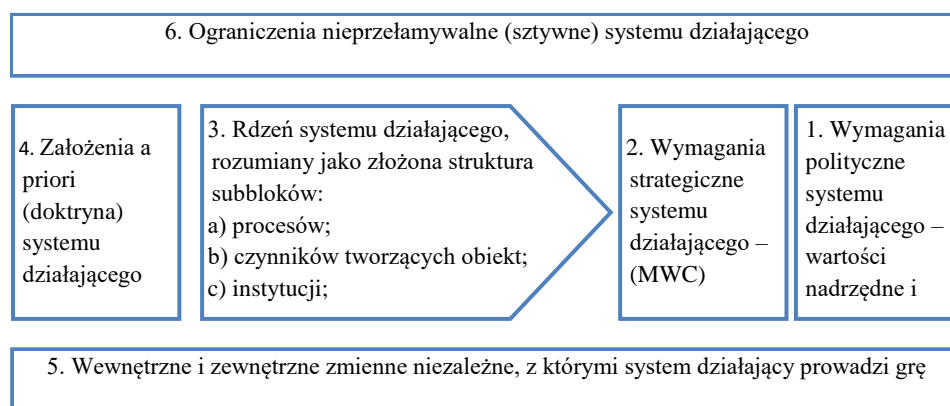 6. Ograniczenia nieprzełamywalne (sztywne) systemu działającego
4. Założenia a
priori
(doktryna)
systemu
działającego
3. Rdzeń systemu działającego,
rozumiany jako złożona struktura
subbloków:
a) procesów;
b) czynników tworzących obiekt;
c) instytucji;
2. Wymagania
strategiczne
systemu
działającego –
(MWC)
1. Wymagania
polityczne
systemu
działającego –
wartości
nadrzędne i
5. Wewnętrzne i zewnętrzne zmienne niezależne, z którymi system działający prowadzi grę